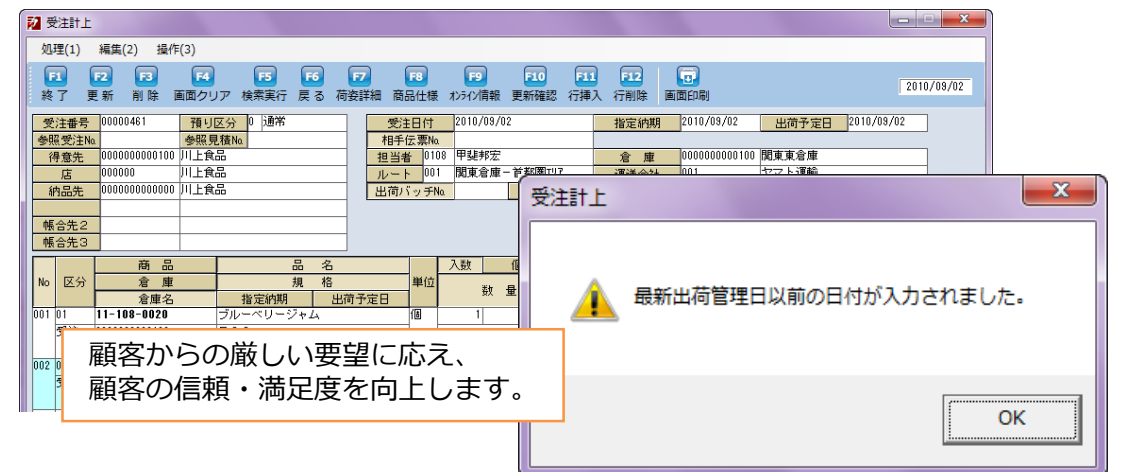 受注計上
処理(1) 編集(2) 操作(3)
F1 F2 F3 F4 F5 F6 F7 F8 F9 F10 F11 F12
終了 更新 削除 画面クリア 検索実行 戻る 荷姿詳細 商品仕様 オンライン情報 更新確認 行挿入 行削除 画面印刷
2010/09/02
受注番号 00000461 預り区分 0 通常 受注日付 2010/09/02 指定納期 2010/09/02 出荷予定日 2010/09/02
参照受注No. 参照見積No. 相手伝票No.
得意先 0000000000100 川上食品 担当者 0108 甲斐邦宏 倉庫 0000000000100 関東東倉庫
店 000000 川上食品 ルート 001 関東倉庫-首都圏エリア 運送会社 001 ヤマト運輸
納品先 0000000000000 川上食品 出荷バッチNo.
帳合先2
帳合先3
商品 品名 入数
No 区分 倉庫 規格 単位 数量
倉庫名 指定納期 出荷予定日
001 01 11-108-0020 ブルーベリージャム 個 1
002
受注計上
最新出荷管理日以前の日付が入力されました。
OK
顧客からの厳しい要望に応え、
顧客の信頼・満足度を向上します。